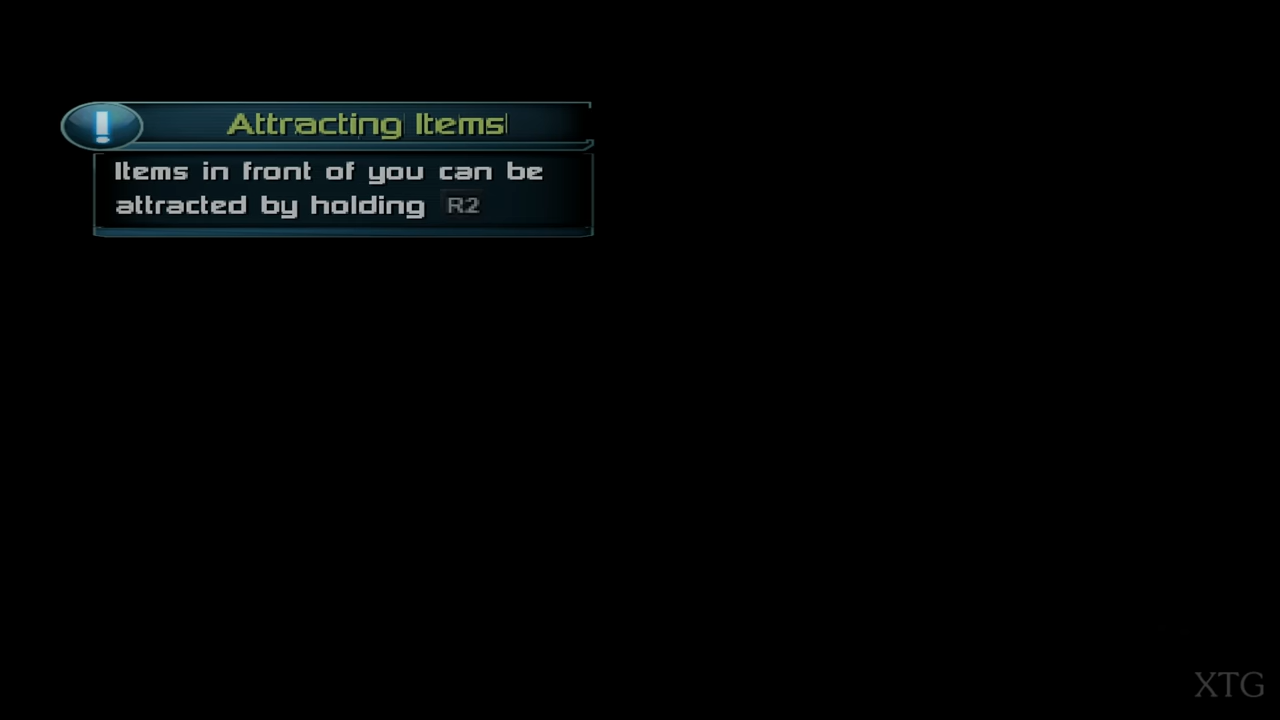 !
Attracting Items
Items in front of you can be
attracted by holding R2
XTG